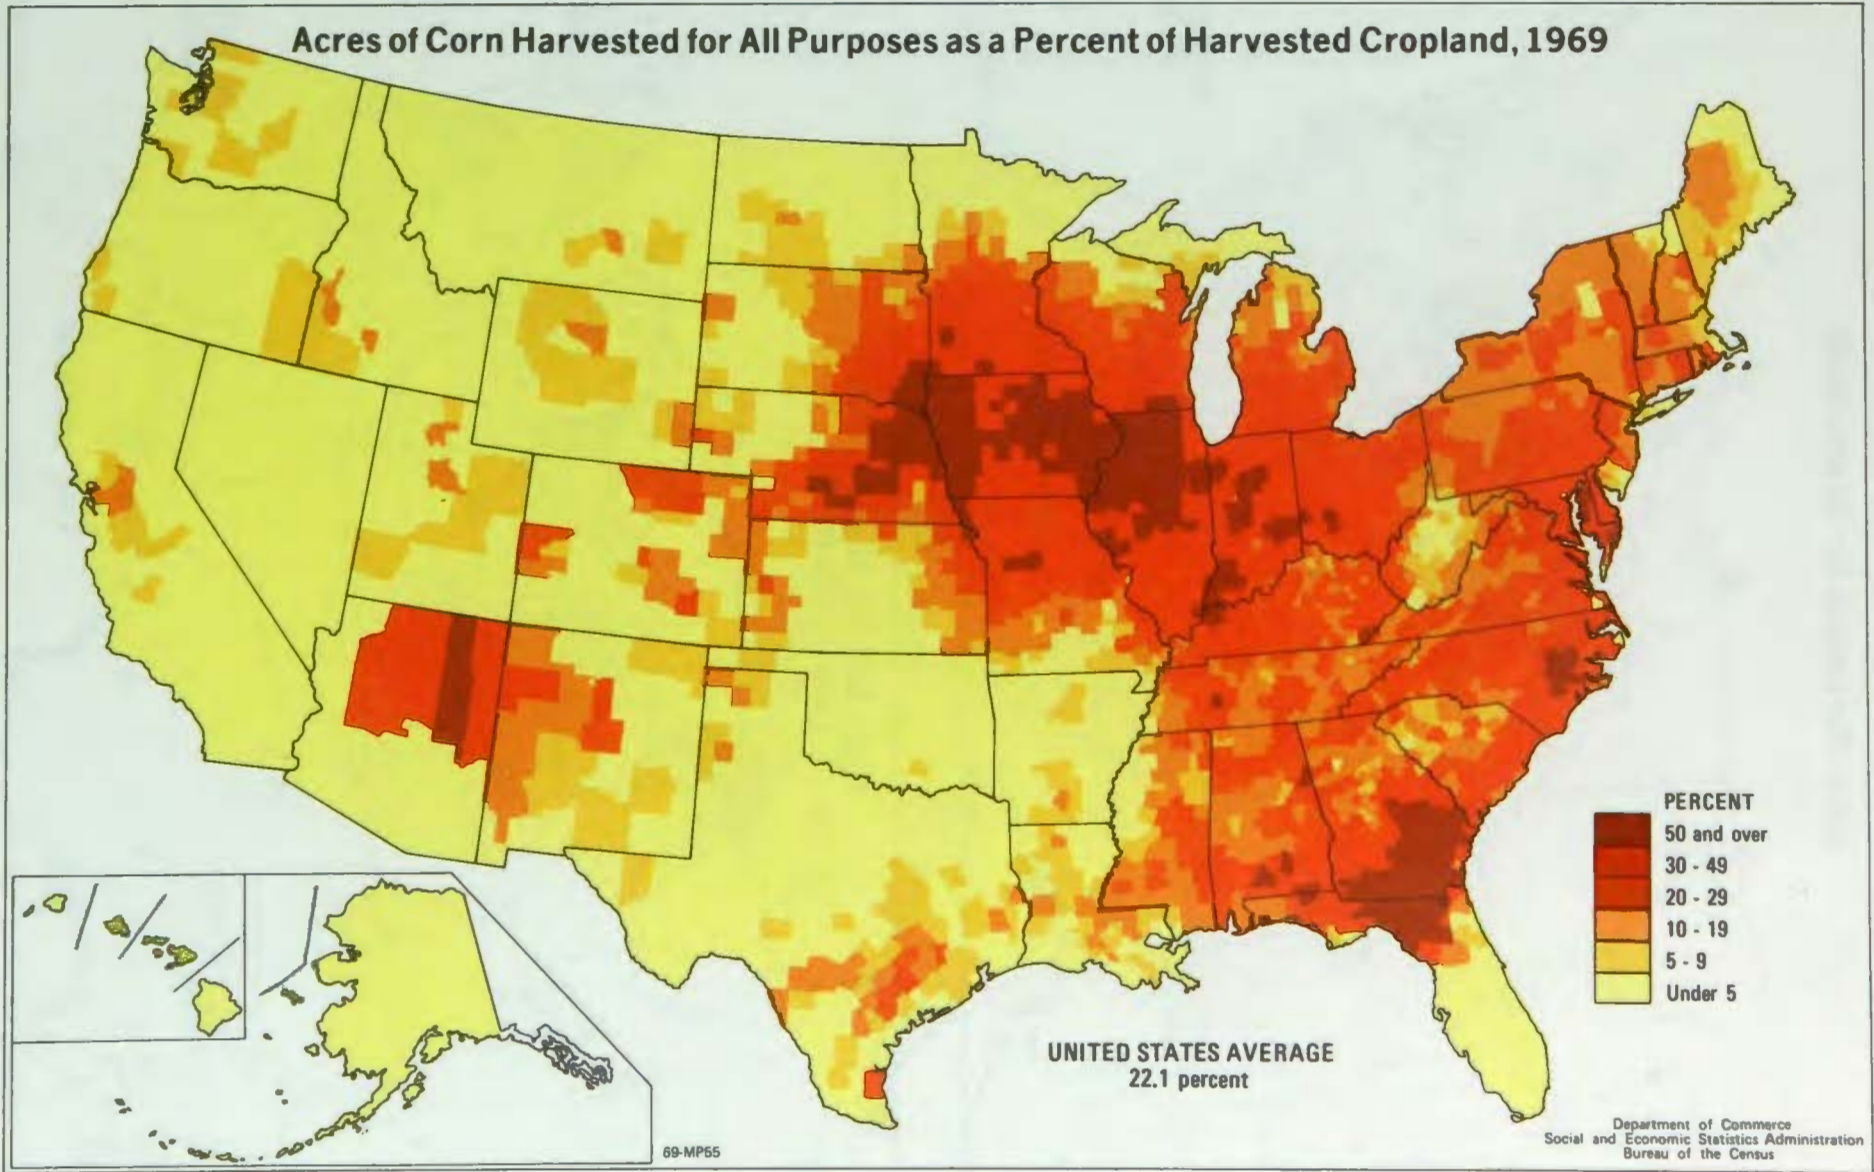 Acres of Corn Harvested for All Purposes as a Percent of Harvested Cropland, 1969
PERCENT
50 and over
30 - 49
20 - 29
10 - 19
5 - 9
Under 5
UNITED STATES AVERAGE
22.1 percent
69-MP55
Department of Commerce
Social and Economic Statistics Administration
Bureau of the Census